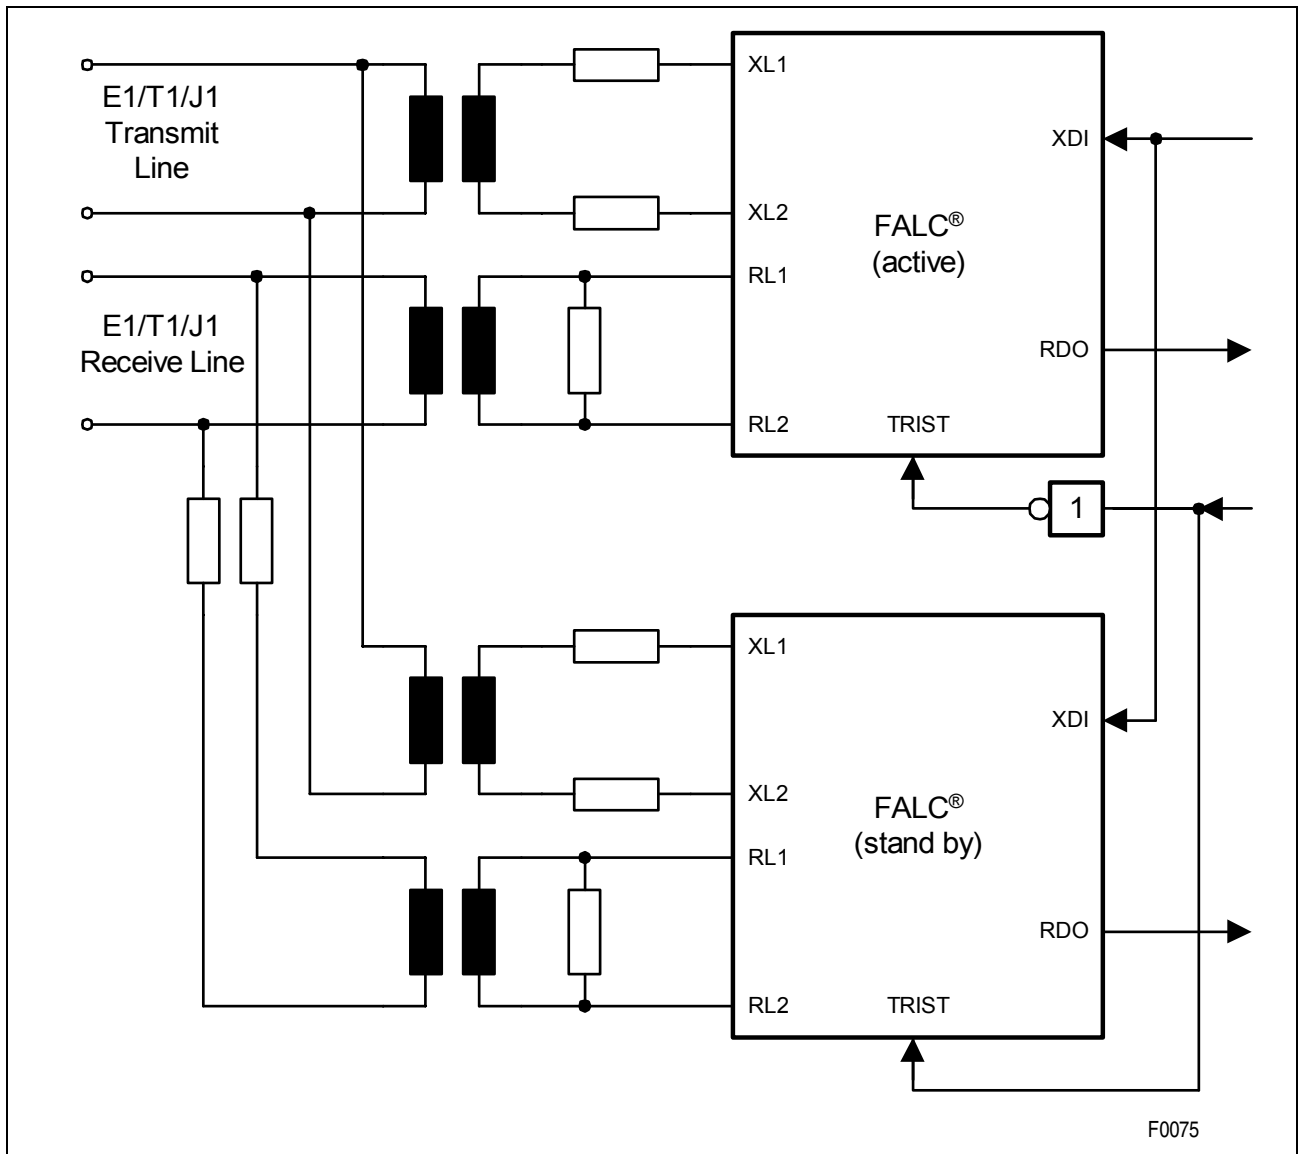 E1/T1/J1
Transmit
Line
E1/T1/J1
Receive Line
XL1
XL2
RL1
RL2
XDI
RDO
FALC®
(active)
TRIST
1
XL1
XL2
RL1
RL2
XDI
RDO
FALC®
(stand by)
TRIST
F0075